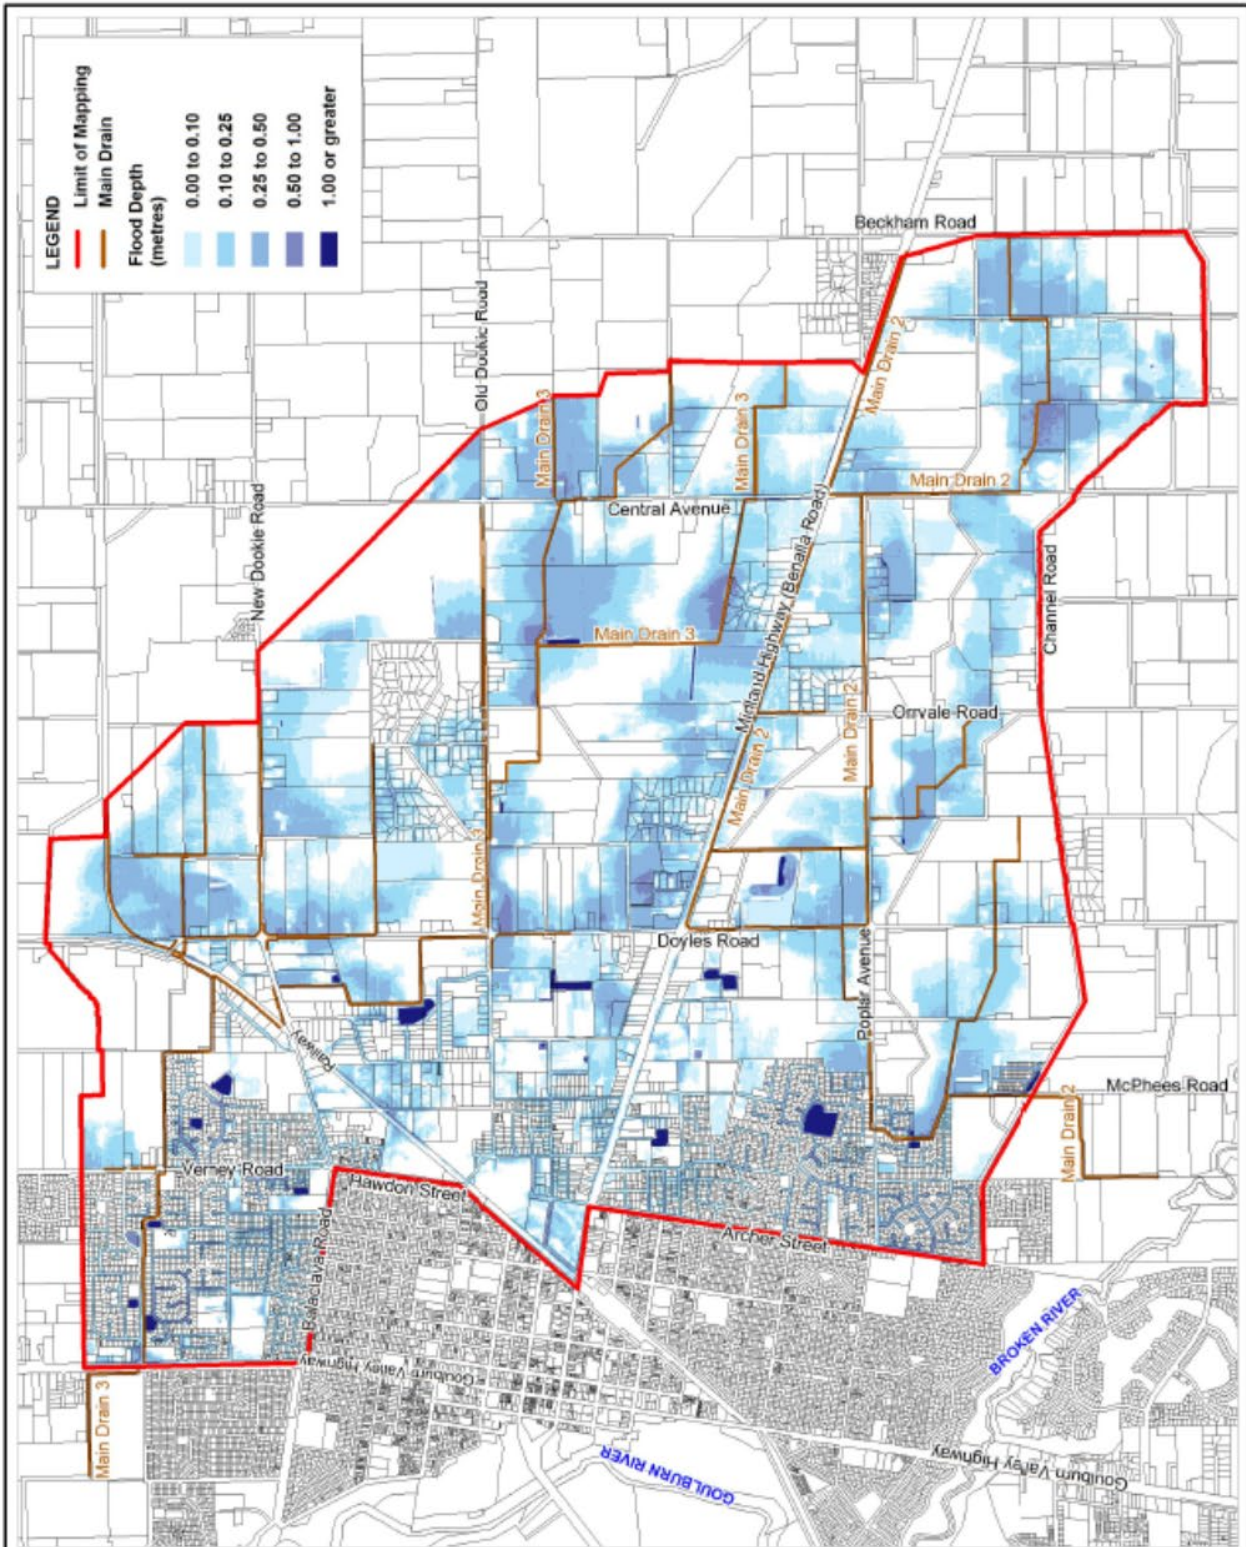 LEGEND
Limit of Mapping
Main Drain
Flood Depth
(metres)
0.00 to 0.10
0.10 to 0.25
0.25 to 0.50
0.50 to 1.00
1.00 or greater
Beckham Road
Old Dookie Road
Main Drain 2
Main Drain 3
Main Drain 3
New Dookie Road
Central Avenue
Main Drain 2
Midland Highway (Benalla Road)
Channel Road
Main Drain 3
Orrvale Road
Main Drain 2
Main Drain 2
Main Drain 3
Doyles Road
Poplar Avenue
Railway
McPhees Road
Main Drain 2
Verney Road
Hawdon Street
Archer Street
Balaclava Road
BROKEN RIVER
Goulburn Valley Highway
Main Drain 3
GOULBURN RIVER
Goulburn Valley Highway